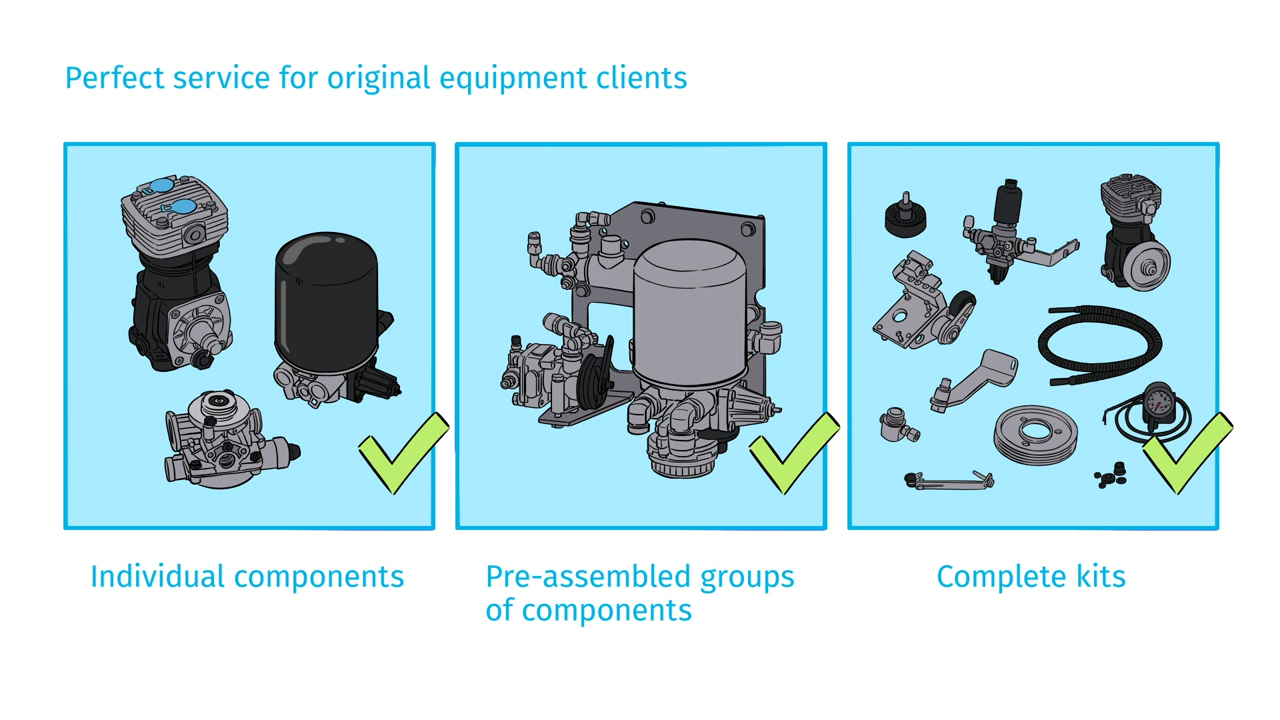 Perfect service for original equipment clients
Individual components
Pre-assembled groups
of components
Complete kits